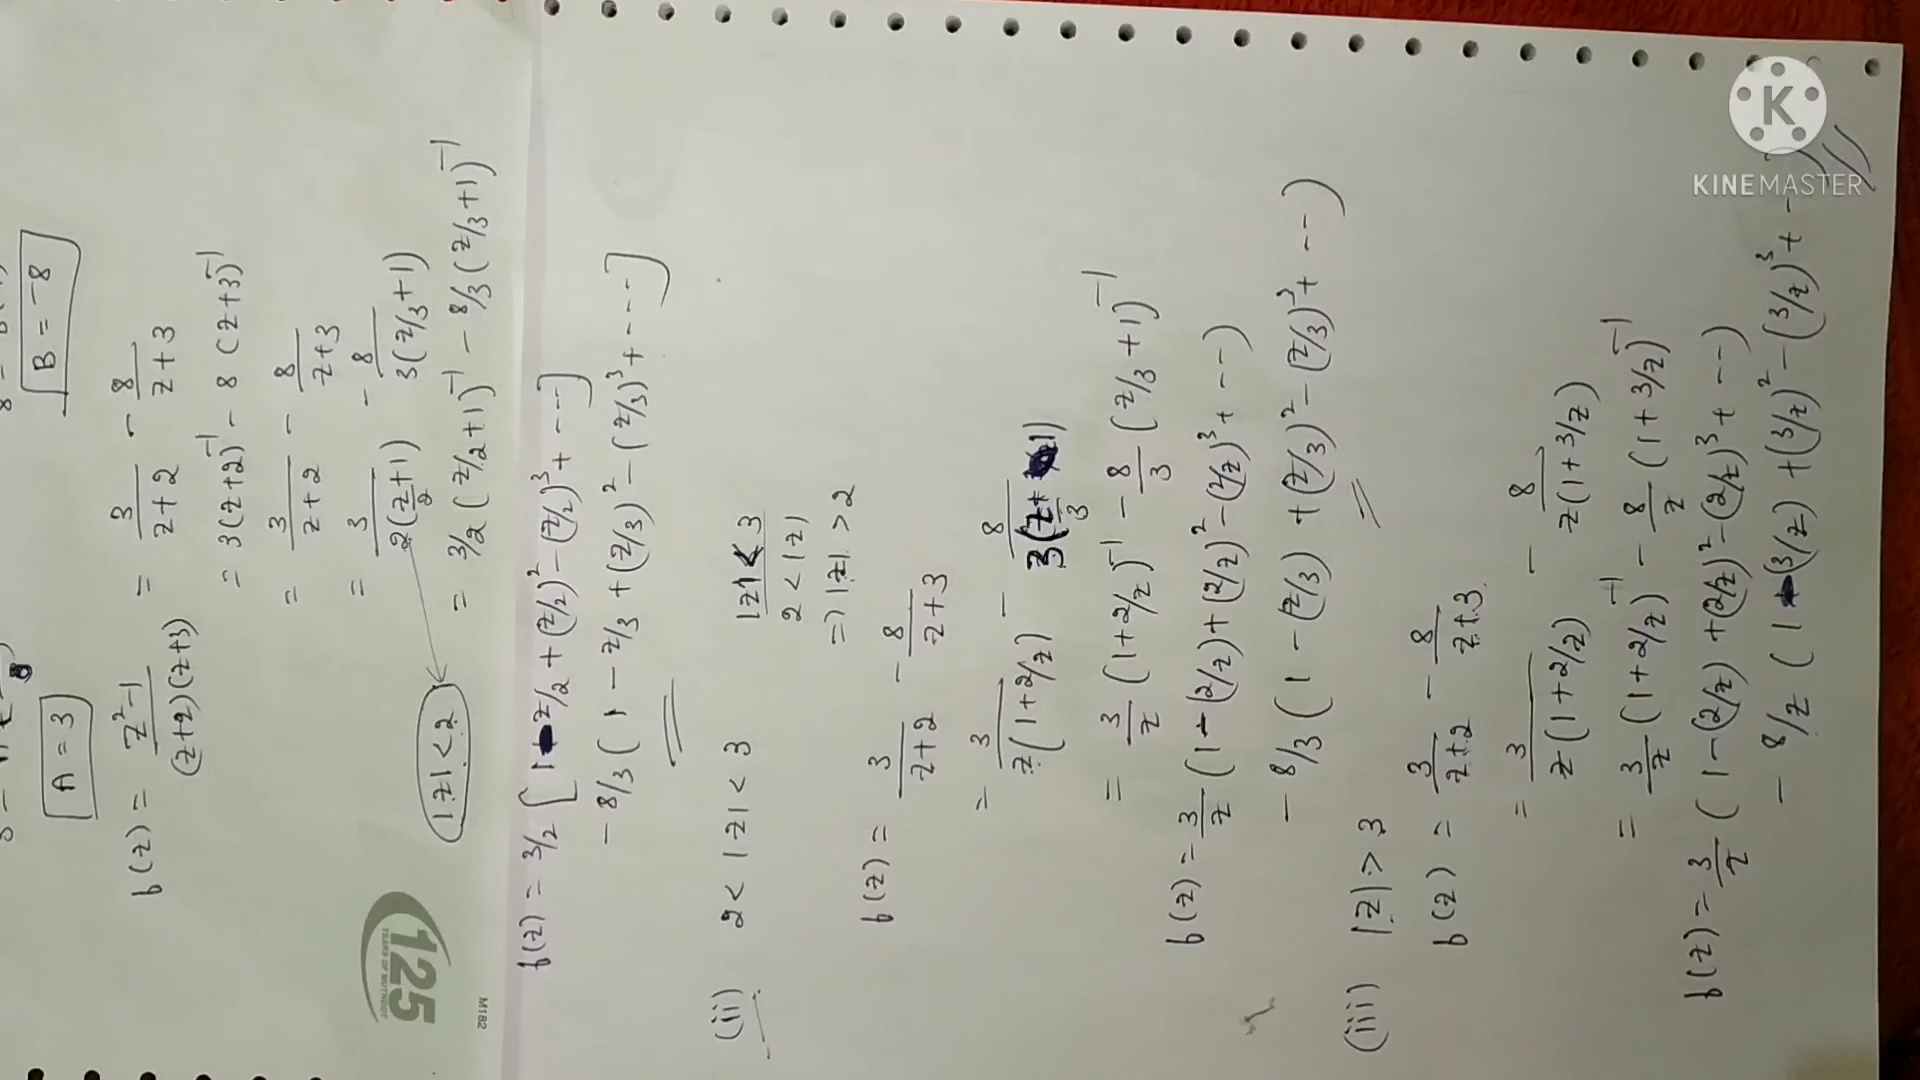 A = 3
B = -8
f(z) = z²-1/(z+2)(z+3) = 3/z+2 - 8/z+3
= 3(z+2)⁻¹ - 8(z+3)⁻¹
= 3/z+2 - 8/z+3
= 3/2(z/2+1) - 8/3(z/3+1)
|z|<2
= 3/2(z/2+1)⁻¹ - 8/3(z/3+1)⁻¹
f(z) = 3/2[1-z/2+(z/2)²-(z/2)³+---]
- 8/3(1-z/3+(z/3)²-(z/3)³+----]
(ii) 2<|z|<3
|z|<3
2<|z|
=> |z|>2
f(z) = 3/z+2 - 8/z+3
= 3/z(1+2/z) - 8/3(z/3+1)
= 3/z(1+2/z)⁻¹ - 8/3(z/3+1)⁻¹
f(z) = 3/z(1-(2/z)+(2/z)²-(2/z)³+---)
- 8/3(1-(z/3)+(z/3)²-(z/3)³+---)
(iii) |z|>3
f(z) = 3/z+2 - 8/z+3
= 3/z(1+2/z) - 8/z(1+3/z)
= 3/z(1+2/z)⁻¹ - 8/z(1+3/z)⁻¹
f(z) = 3/z(1-(2/z)+(2/z)²-(2/z)³+---)
- 8/z(1-(3/z)+(3/z)²-(3/z)³+--
125
YEARS OF
M182
KINEMASTER